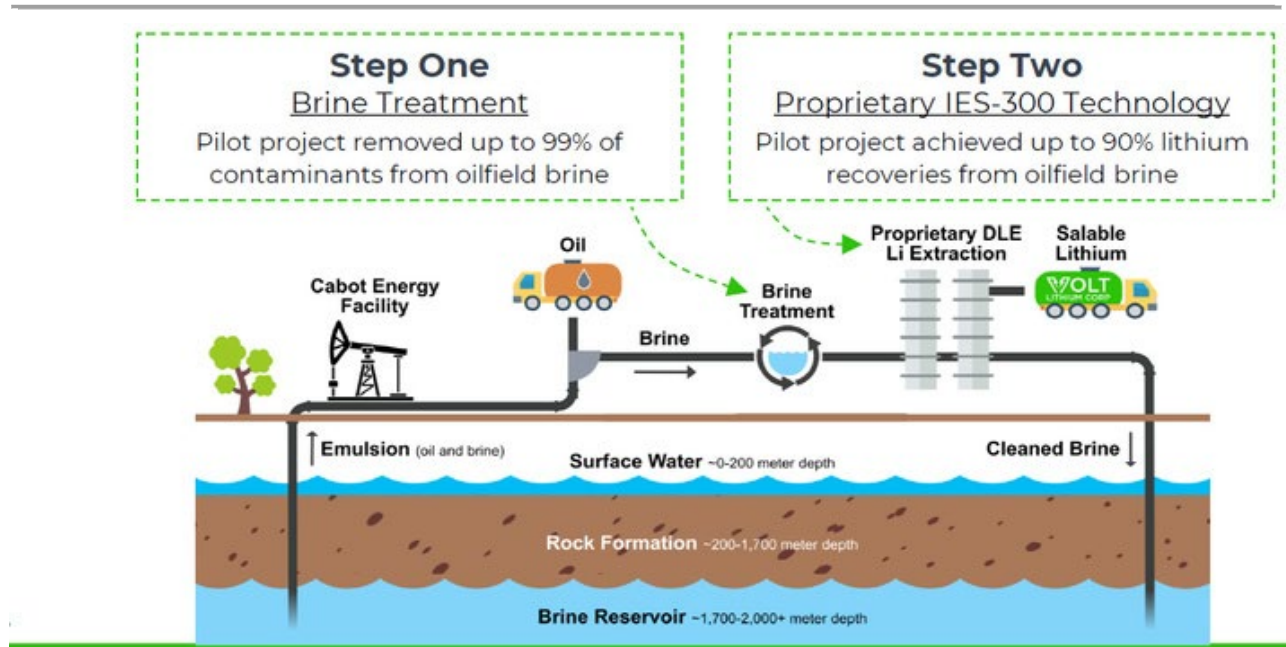 Step One
Brine Treatment
Pilot project removed up to 99% of
contaminants from oilfield brine
Step Two
Proprietary IES-300 Technology
Pilot project achieved up to 90% lithium
recoveries from oilfield brine
Cabot Energy
Facility
Oil
Brine
Brine
Treatment
Proprietary DLE
Li Extraction
Salable
Lithium
VOLT
LITHIUM CORP
Emulsion (oil and brine)
Surface Water ~0-200 meter depth
Cleaned Brine
Rock Formation ~200-1,700 meter depth
Brine Reservoir ~1,700-2,000+ meter depth